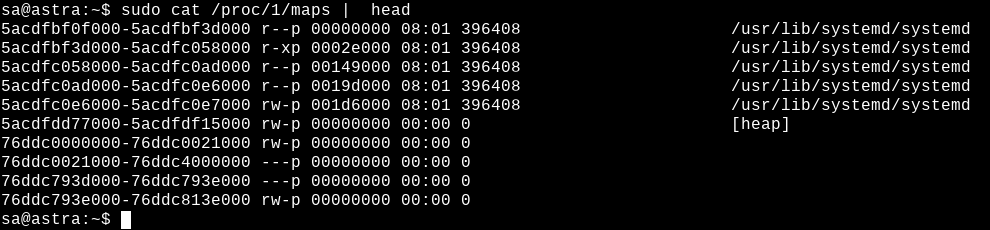 sa@astra:~$ sudo cat /proc/1/maps |  head
5acdfbf0f000-5acdfbf3d000 r--p 00000000 08:01 396408                     /usr/lib/systemd/systemd
5acdfbf3d000-5acdfc058000 r-xp 0002e000 08:01 396408                     /usr/lib/systemd/systemd
5acdfc058000-5acdfc0ad000 r--p 00149000 08:01 396408                     /usr/lib/systemd/systemd
5acdfc0ad000-5acdfc0e6000 r--p 0019d000 08:01 396408                     /usr/lib/systemd/systemd
5acdfc0e6000-5acdfc0e7000 rw-p 001d6000 08:01 396408                     /usr/lib/systemd/systemd
5acdfdd77000-5acdfdf15000 rw-p 00000000 00:00 0                          [heap]
76ddc0000000-76ddc0021000 rw-p 00000000 00:00 0
76ddc0021000-76ddc4000000 ---p 00000000 00:00 0
76ddc793d000-76ddc793e000 ---p 00000000 00:00 0
76ddc793e000-76ddc813e000 rw-p 00000000 00:00 0
sa@astra:~$